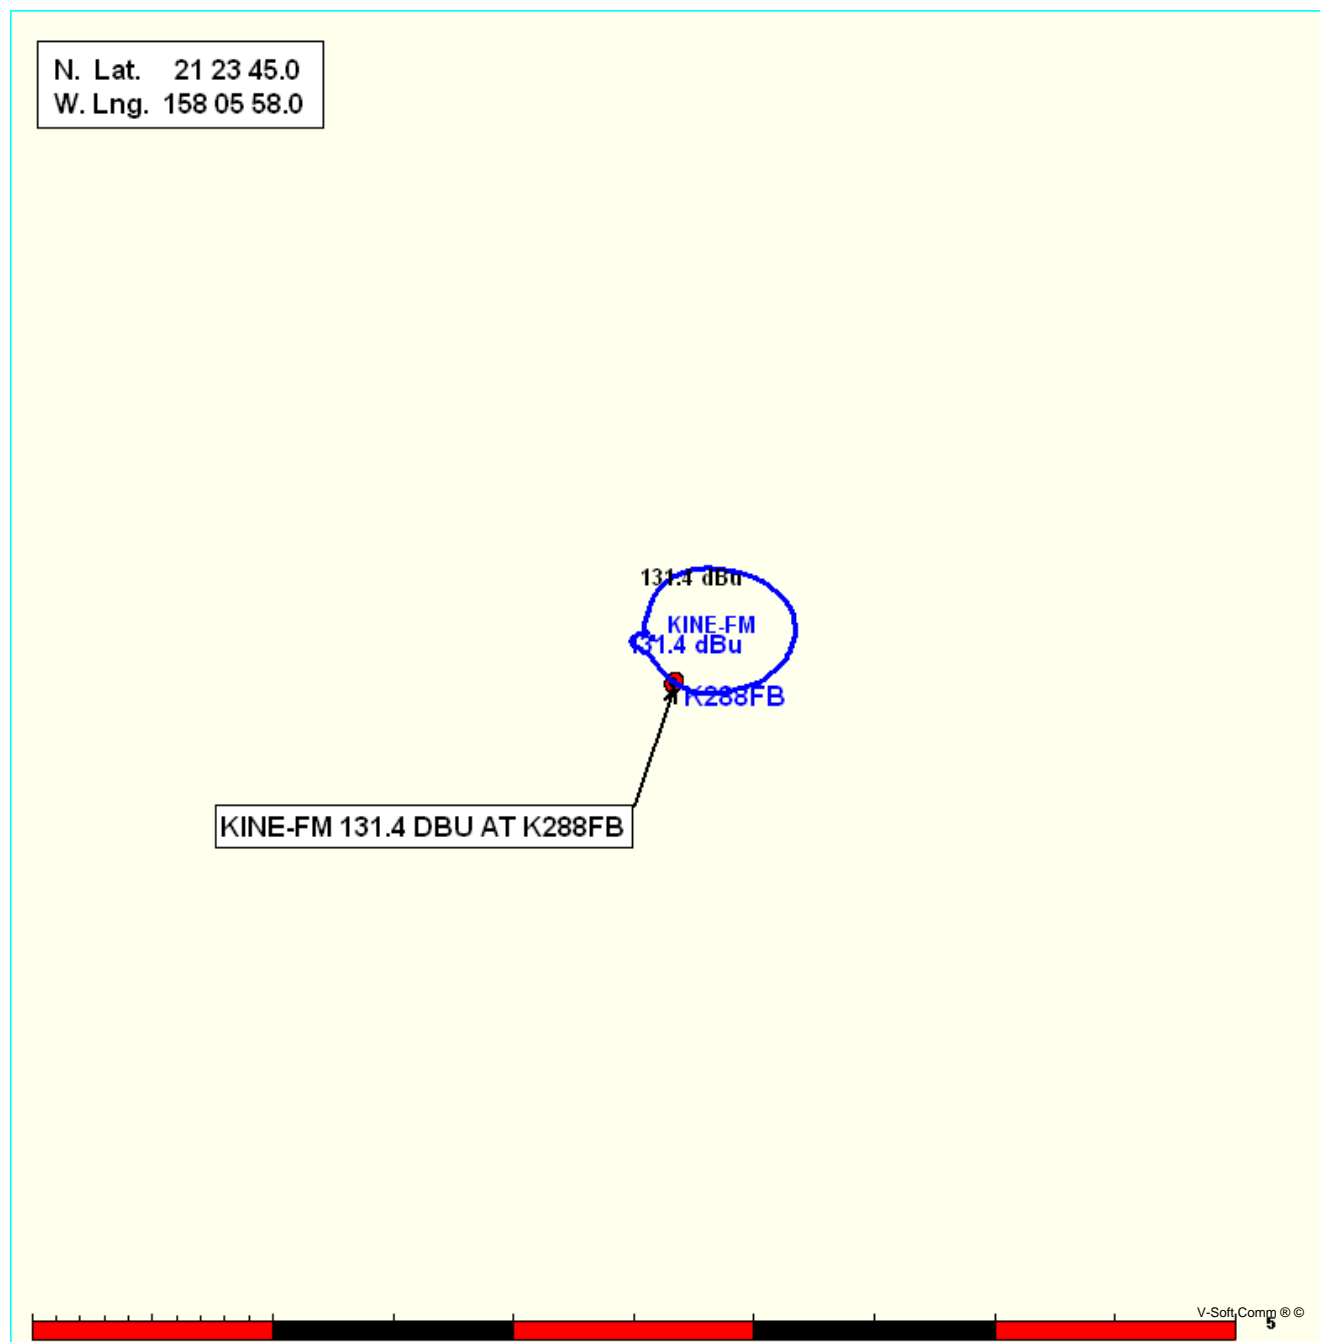 N. Lat. 21 23 45.0
W. Lng. 158 05 58.0
131.4 dBu
KINE-FM
131.4 dBu
K288FB
KINE-FM 131.4 DBU AT K288FB
V-Soft Comm ® ©
5